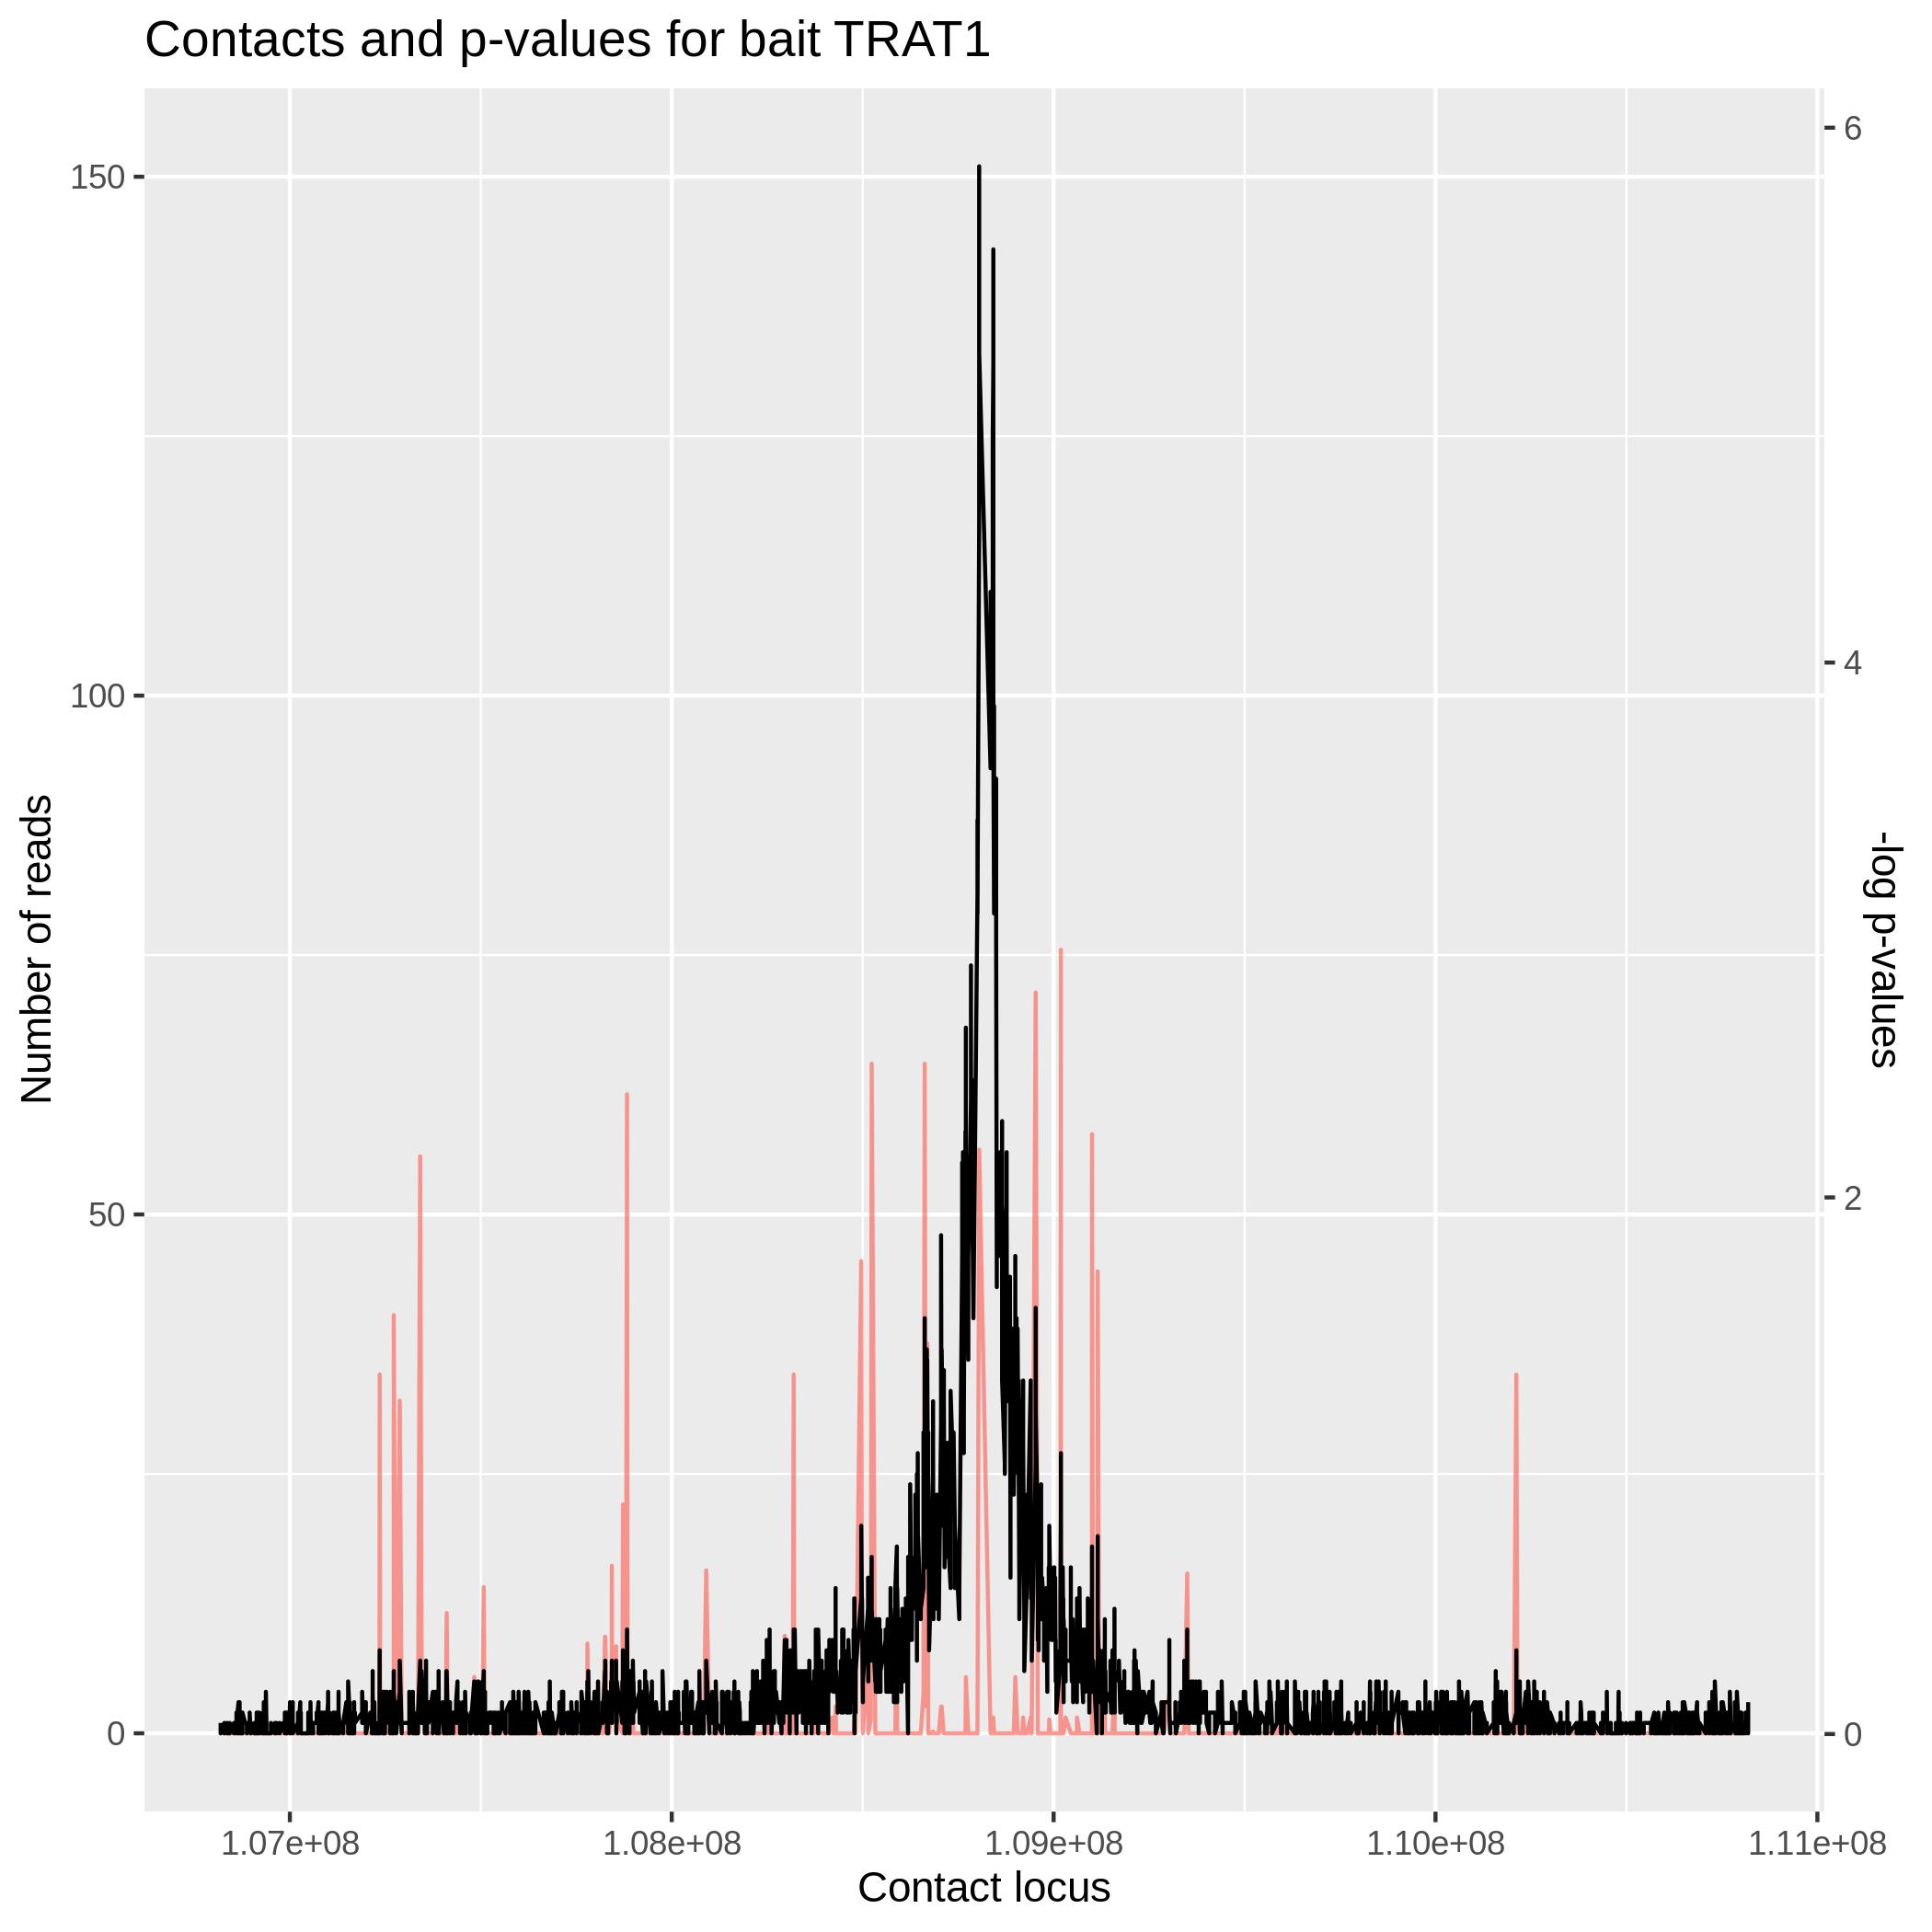 Contacts and p-values for bait TRAT1
150
100
50
0
Number of reads
6
4
2
0
-log p-values
1.07e+08 1.08e+08 1.09e+08 1.10e+08 1.11e+08
Contact locus